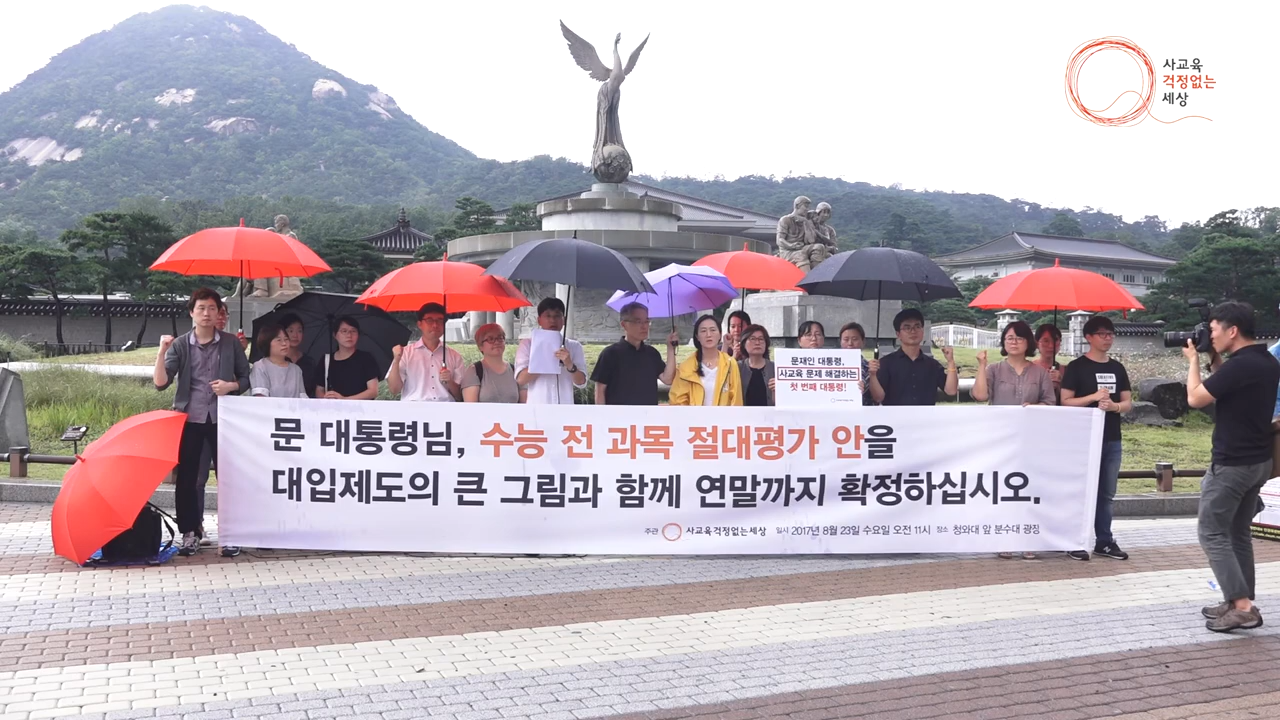 사교육
걱정없는
세상
문재인 대통령,
사교육 문제 해결하는
첫 번째 대통령!
문 대통령님, 수능 전 과목 절대평가 안을
대입제도의 큰 그림과 함께 연말까지 확정하십시오.
주관 사교육걱정없는세상 일시 2017년 8월 23일 수요일 오전 11시 장소 청와대 앞 분수대 광장